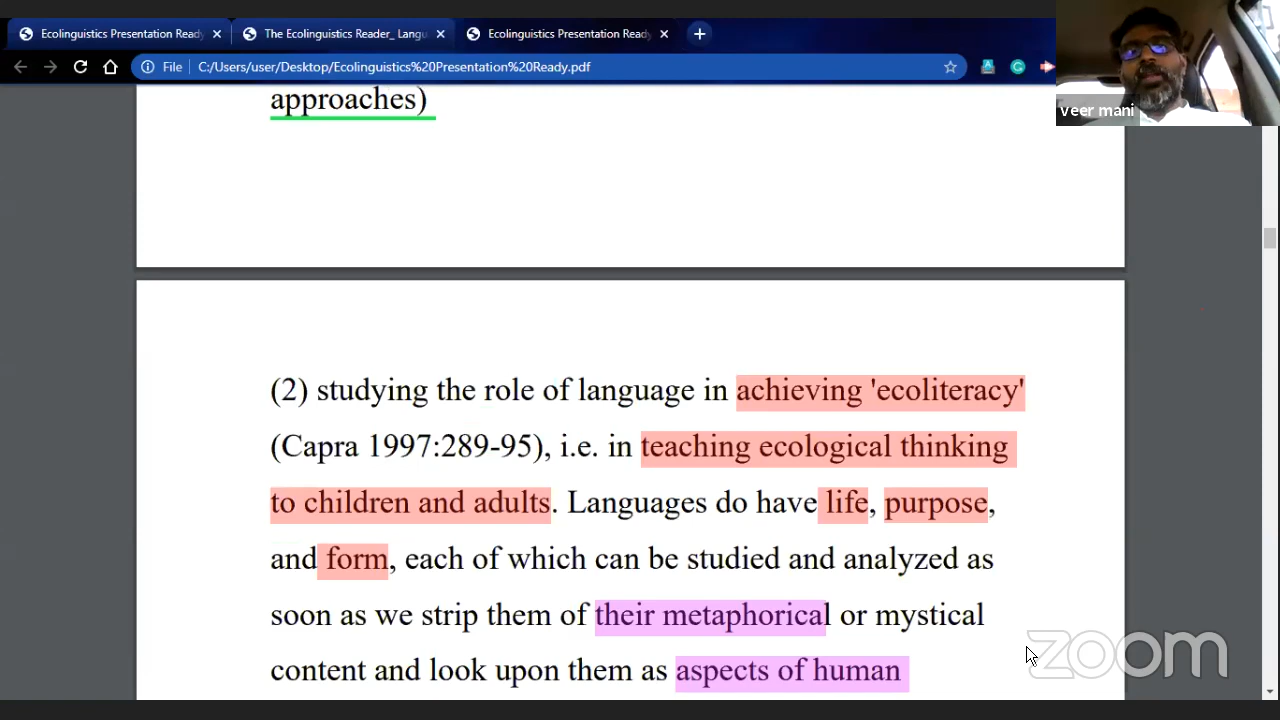 Ecolinguistics Presentation Ready
The Ecolinguistics Reader_ Langu
Ecolinguistics Presentation Ready
File
C:/Users/user/Desktop/Ecolinguistics%20Presentation%20Ready.pdf
veer mani
approaches)
(2) studying the role of language in achieving 'ecoliteracy'
(Capra 1997:289-95), i.e. in teaching ecological thinking
to children and adults. Languages do have life, purpose,
and form, each of which can be studied and analyzed as
soon as we strip them of their metaphorical or mystical
content and look upon them as aspects of human
zoom